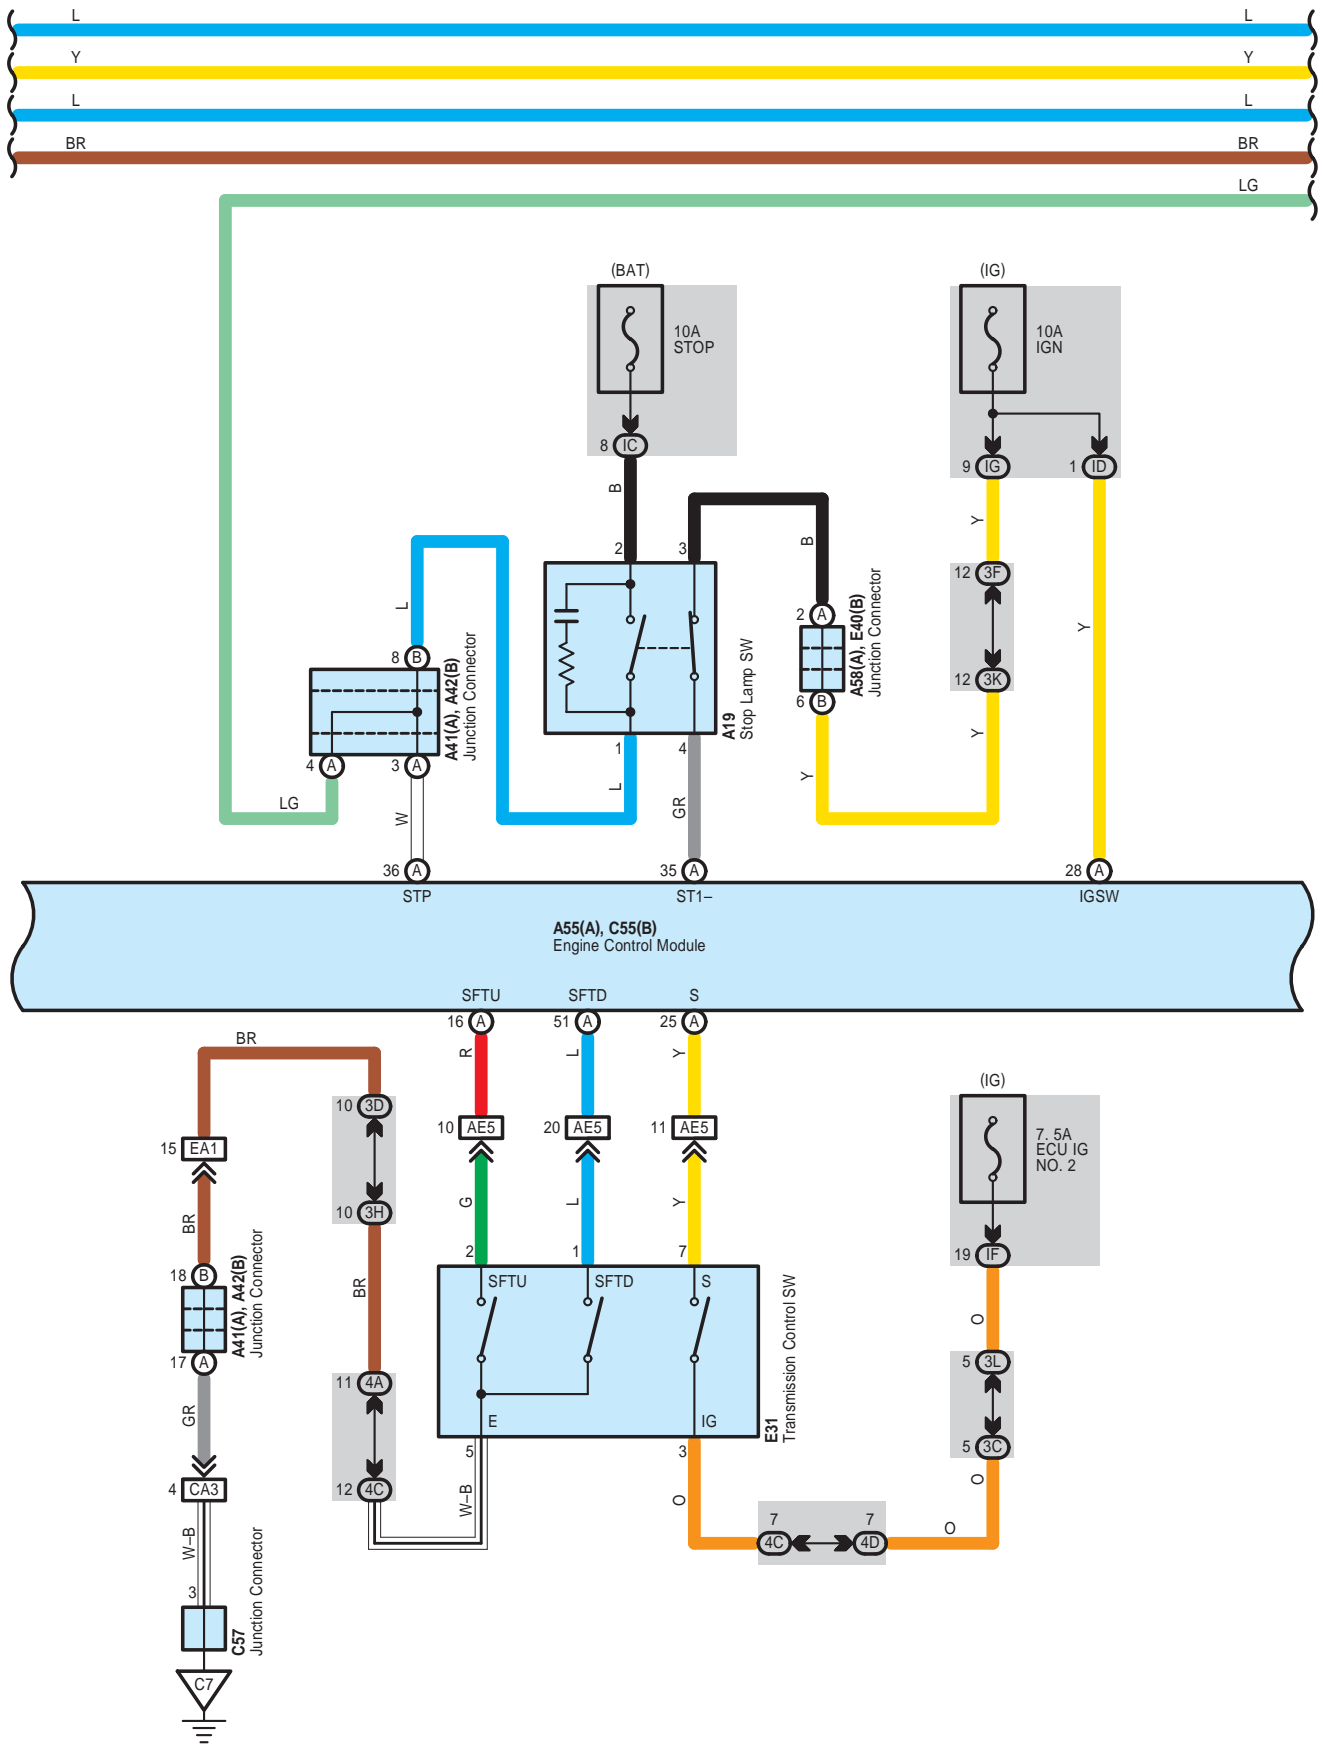 L L
Y Y
L L
BR BR
LG
(BAT) (IG)
10A
STOP
10A
IGN
8 IC
9 IG 1 ID
B
Y
2 3
B
12 3F
L
2 A
A58(A), E40(B)
Junction Connector
Y
8 B
A41(A), A42(B)
Junction Connector
A19
Stop Lamp SW
6 B
12 3K
4 A 3 A
1 4
Y
Y
L
LG
W
GR
36 A 35 A 28 A
STP ST1– IGSW
A55(A), C55(B)
Engine Control Module
SFTU SFTD S
16 A 51 A 25 A
BR
R L Y
(IG)
10 3D
10 AE5 20 AE5 11 AE5
7. 5A
ECU IG
NO. 2
15 EA1
G L Y
10 3H
BR
2 1 7
19 IF
18 B
A41(A), A42(B)
Junction Connector
BR
SFTU SFTD S
O
17 A
11 4A
5 3L
GR
E IG
E31
Transmission Control SW
5 3
5 3C
4 CA3
12 4C
W–B
O
O
7 7
4C 4D
O
W–B
3
C57
Junction Connector
C7